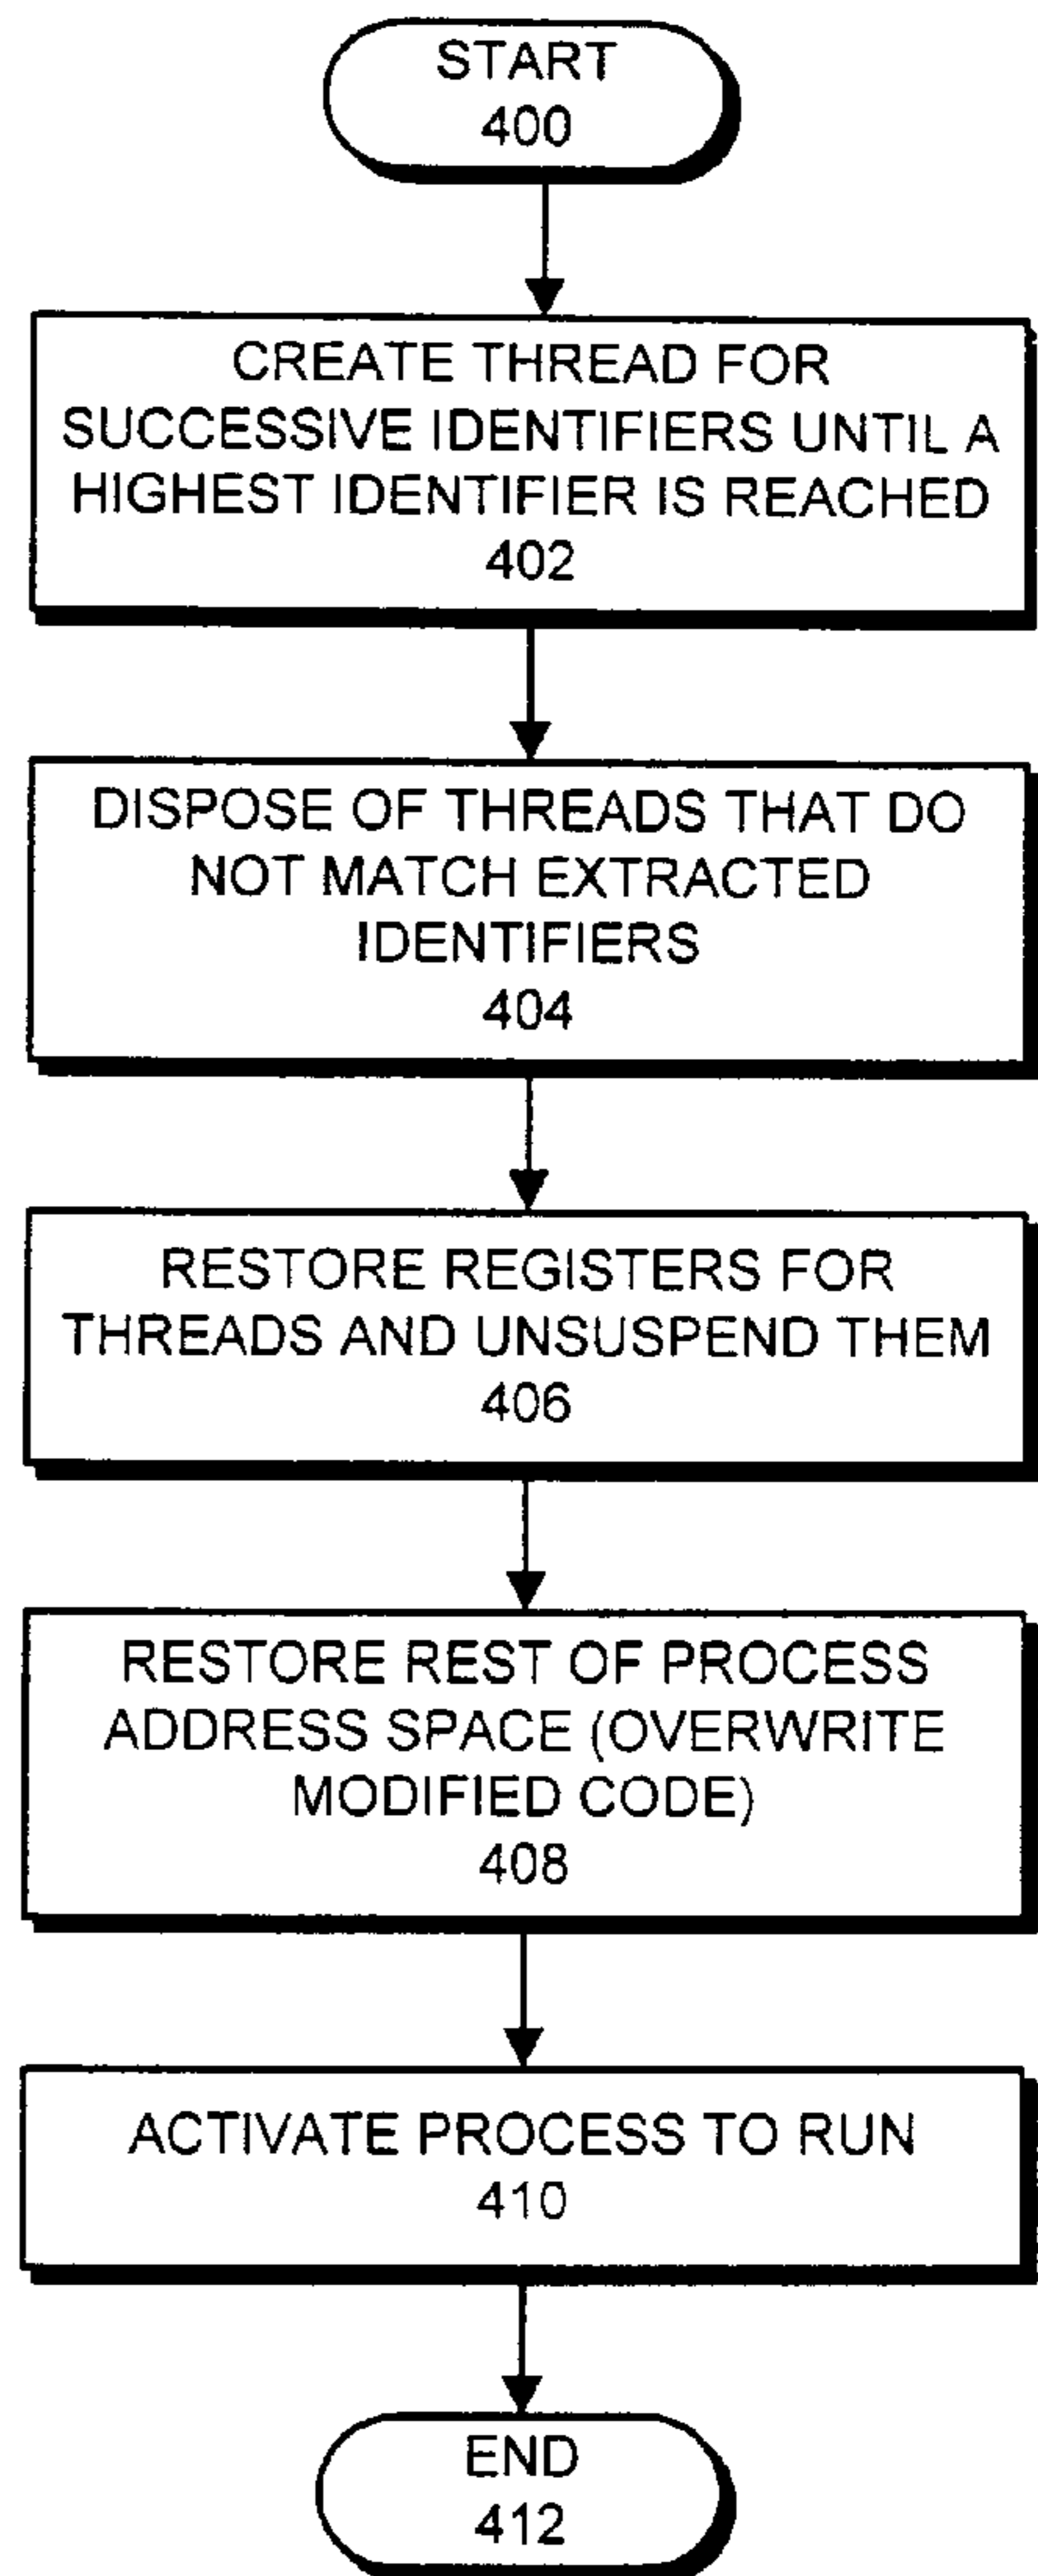 START
400
CREATE THREAD FOR
SUCCESSIVE IDENTIFIERS UNTIL A
HIGHEST IDENTIFIER IS REACHED
402
DISPOSE OF THREADS THAT DO
NOT MATCH EXTRACTED
IDENTIFIERS
404
RESTORE REGISTERS FOR
THREADS AND UNSUSPEND THEM
406
RESTORE REST OF PROCESS
ADDRESS SPACE (OVERWRITE
MODIFIED CODE)
408
ACTIVATE PROCESS TO RUN
410
END
412